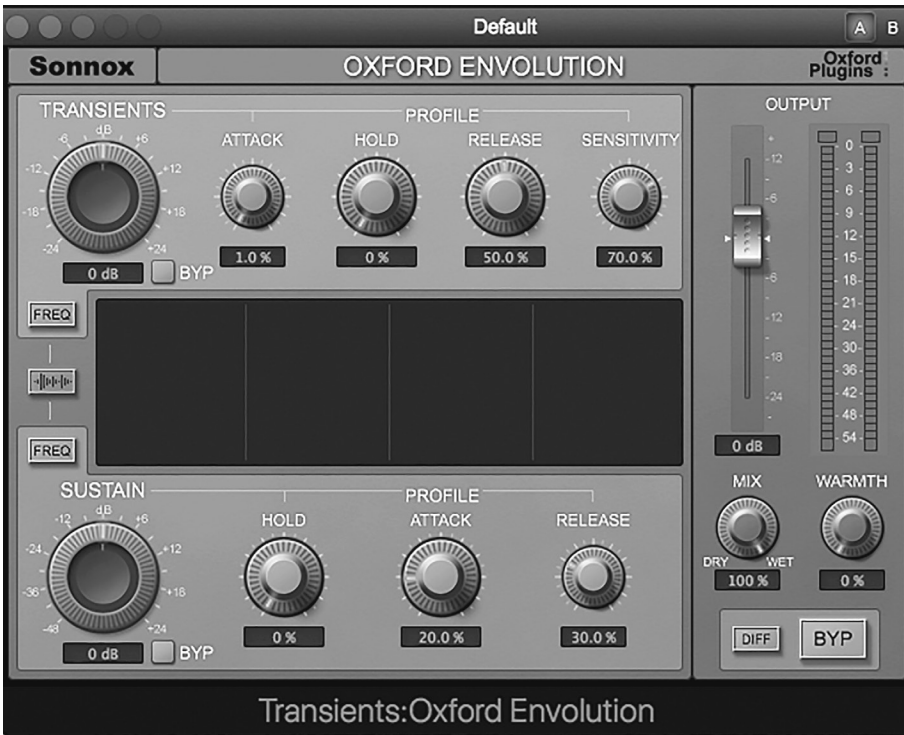 Default
A B
Sonnox OXFORD ENVOLUTION Oxford Plugins
TRANSIENTS
PROFILE
OUTPUT
ATTACK HOLD RELEASE SENSITIVITY
-24 -18 -12 -6 dB +6 +12 +18 +24
0 dB BYP
1.0 % 0 % 50.0 % 70.0 %
FREQ
FREQ
+ -12 -6 -6 -12 -18 -24 -
0 3 6 9 12 15 18 21 24 30 36 42 48 54
0 dB
SUSTAIN
PROFILE
HOLD ATTACK RELEASE
-48 -36 -24 -12 dB +6 +12 +18 +24
0 dB BYP
0 % 20.0 % 30.0 %
MIX WARMTH
DRY WET
100 % 0 %
DIFF BYP
Transients:Oxford Envolution